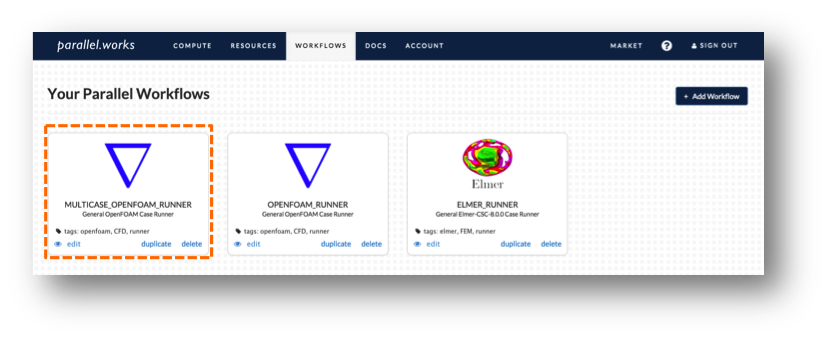 parallel.works COMPUTE RESOURCES WORKFLOWS DOCS ACCOUNT MARKET ? SIGN OUT
Your Parallel Workflows
+ Add Workflow
MULTICASE_OPENFOAM_RUNNER
General OpenFOAM Case Runner
tags: openfoam, CFD, runner
edit duplicate delete
OPENFOAM_RUNNER
General OpenFOAM Case Runner
tags: openfoam, CFD, runner
edit duplicate delete
Elmer
ELMER_RUNNER
General Elmer-CSC-8.0.0 Case Runner
tags: elmer, FEM, runner
edit duplicate delete